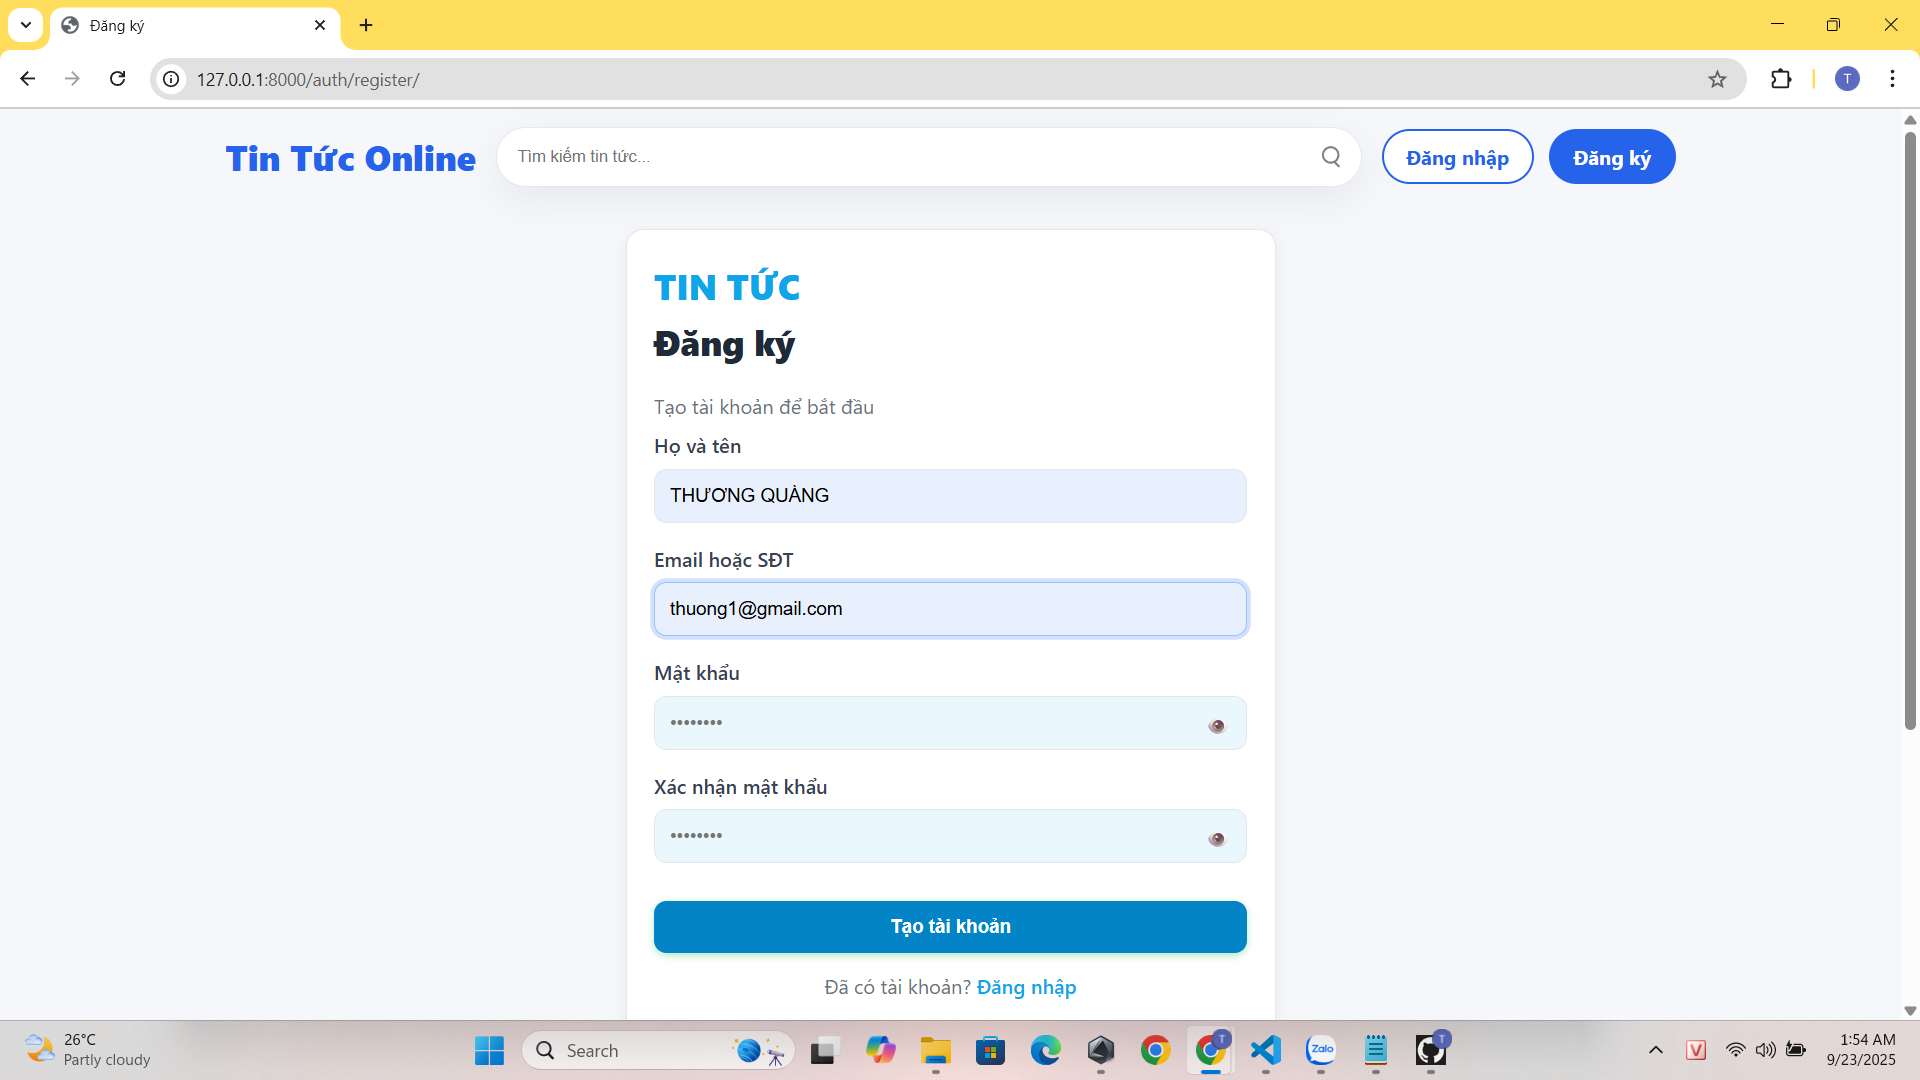 Đăng ký
127.0.0.1:8000/auth/register/
T
Tin Tức Online
Tìm kiếm tin tức...
Đăng nhập
Đăng ký
TIN TỨC
Đăng ký
Tạo tài khoản để bắt đầu
Họ và tên
THƯƠNG QUÀNG
Email hoặc SĐT
thuong1@gmail.com
Mật khẩu
••••••••
Xác nhận mật khẩu
••••••••
Tạo tài khoản
Đã có tài khoản? Đăng nhập
26°C
Partly cloudy
Search
T
Zalo
T
V
1:54 AM
9/23/2025